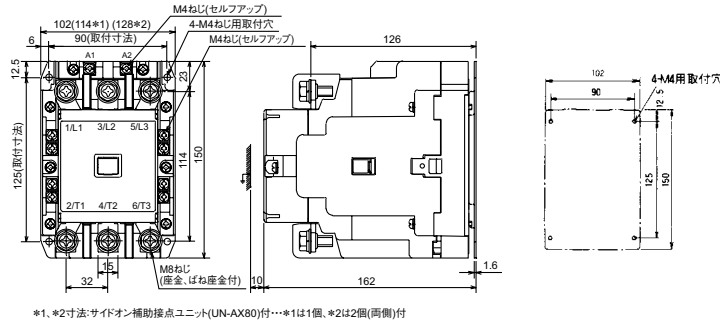 M4ねじ(セルフアップ)
102(114*1) (128*2)
4-M4ねじ用取付穴
6
90(取付寸法)
M4ねじ(セルフアップ)
A1
A2
12.5
23
1/L1
3/L2
5/L3
125(取付寸法)
114
150
2/T1
4/T2
6/T3
15
32
M8ねじ
(座金、ばね座金付)
126
10
162
1.6
102
4-M4用取付穴
90
12.5
125
150
*1、*2寸法:サイドオン補助接点ユニット(UN-AX80)付…*1は1個、*2は2個(両側)付